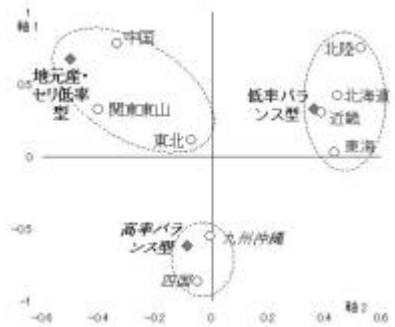 1
軸1
中国
北陸
地元産・
セリ低率
型
0.5
関東東山
低率バラ
ンス型
北海道
近畿
東北
東海
0
高率バラ
ンス型
-0.5
九州沖縄
四国
-1
-0.6
-0.4
-0.2
0
0.2
0.4
0.6
軸2